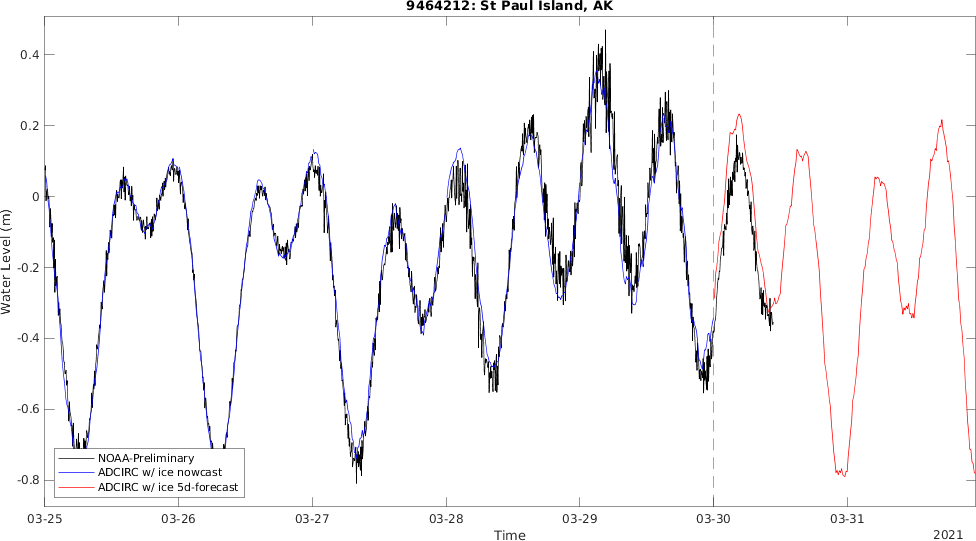 9464212: St Paul Island, AK
0.4
0.2
0
-0.2
-0.4
-0.6
-0.8
Water Level (m)
NOAA-Preliminary
ADCIRC w/ ice nowcast
ADCIRC w/ ice 5d-forecast
03-25 03-26 03-27 03-28 03-29 03-30 03-31
Time
2021